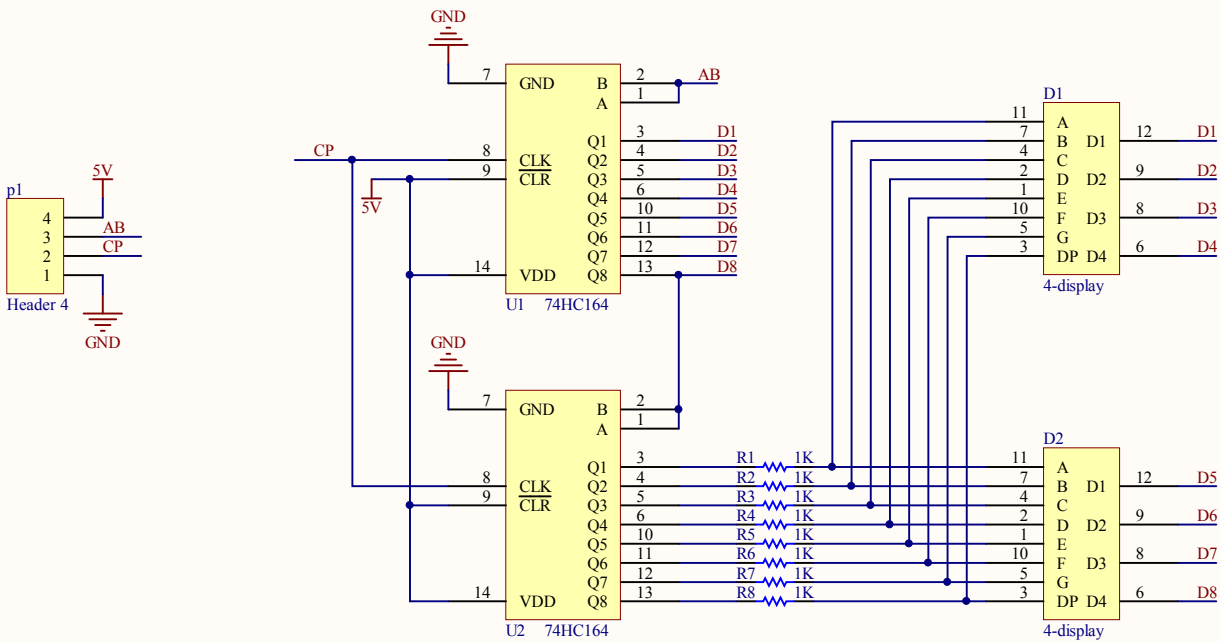 p1
5V
4
3 AB
2 CP
1
Header 4
GND
GND
7 GND B 2 AB
A 1
Q1 3 D1
CP 8 CLK Q2 4 D2
5V 9 CLR Q3 5 D3
Q4 6 D4
Q5 10 D5
Q6 11 D6
Q7 12 D7
14 VDD Q8 13 D8
U1 74HC164
GND
7 GND B 2
A 1
Q1 3 R1 1K
8 CLK Q2 4 R2 1K
9 CLR Q3 5 R3 1K
Q4 6 R4 1K
Q5 10 R5 1K
Q6 11 R6 1K
Q7 12 R7 1K
14 VDD Q8 13 R8 1K
U2 74HC164
D1
11 A
7 B D1 12 D1
4 C
2 D D2 9 D2
1 E
10 F D3 8 D3
5 G
3 DP D4 6 D4
4-display
D2
11 A
7 B D1 12 D5
4 C
2 D D2 9 D6
1 E
10 F D3 8 D7
5 G
3 DP D4 6 D8
4-display